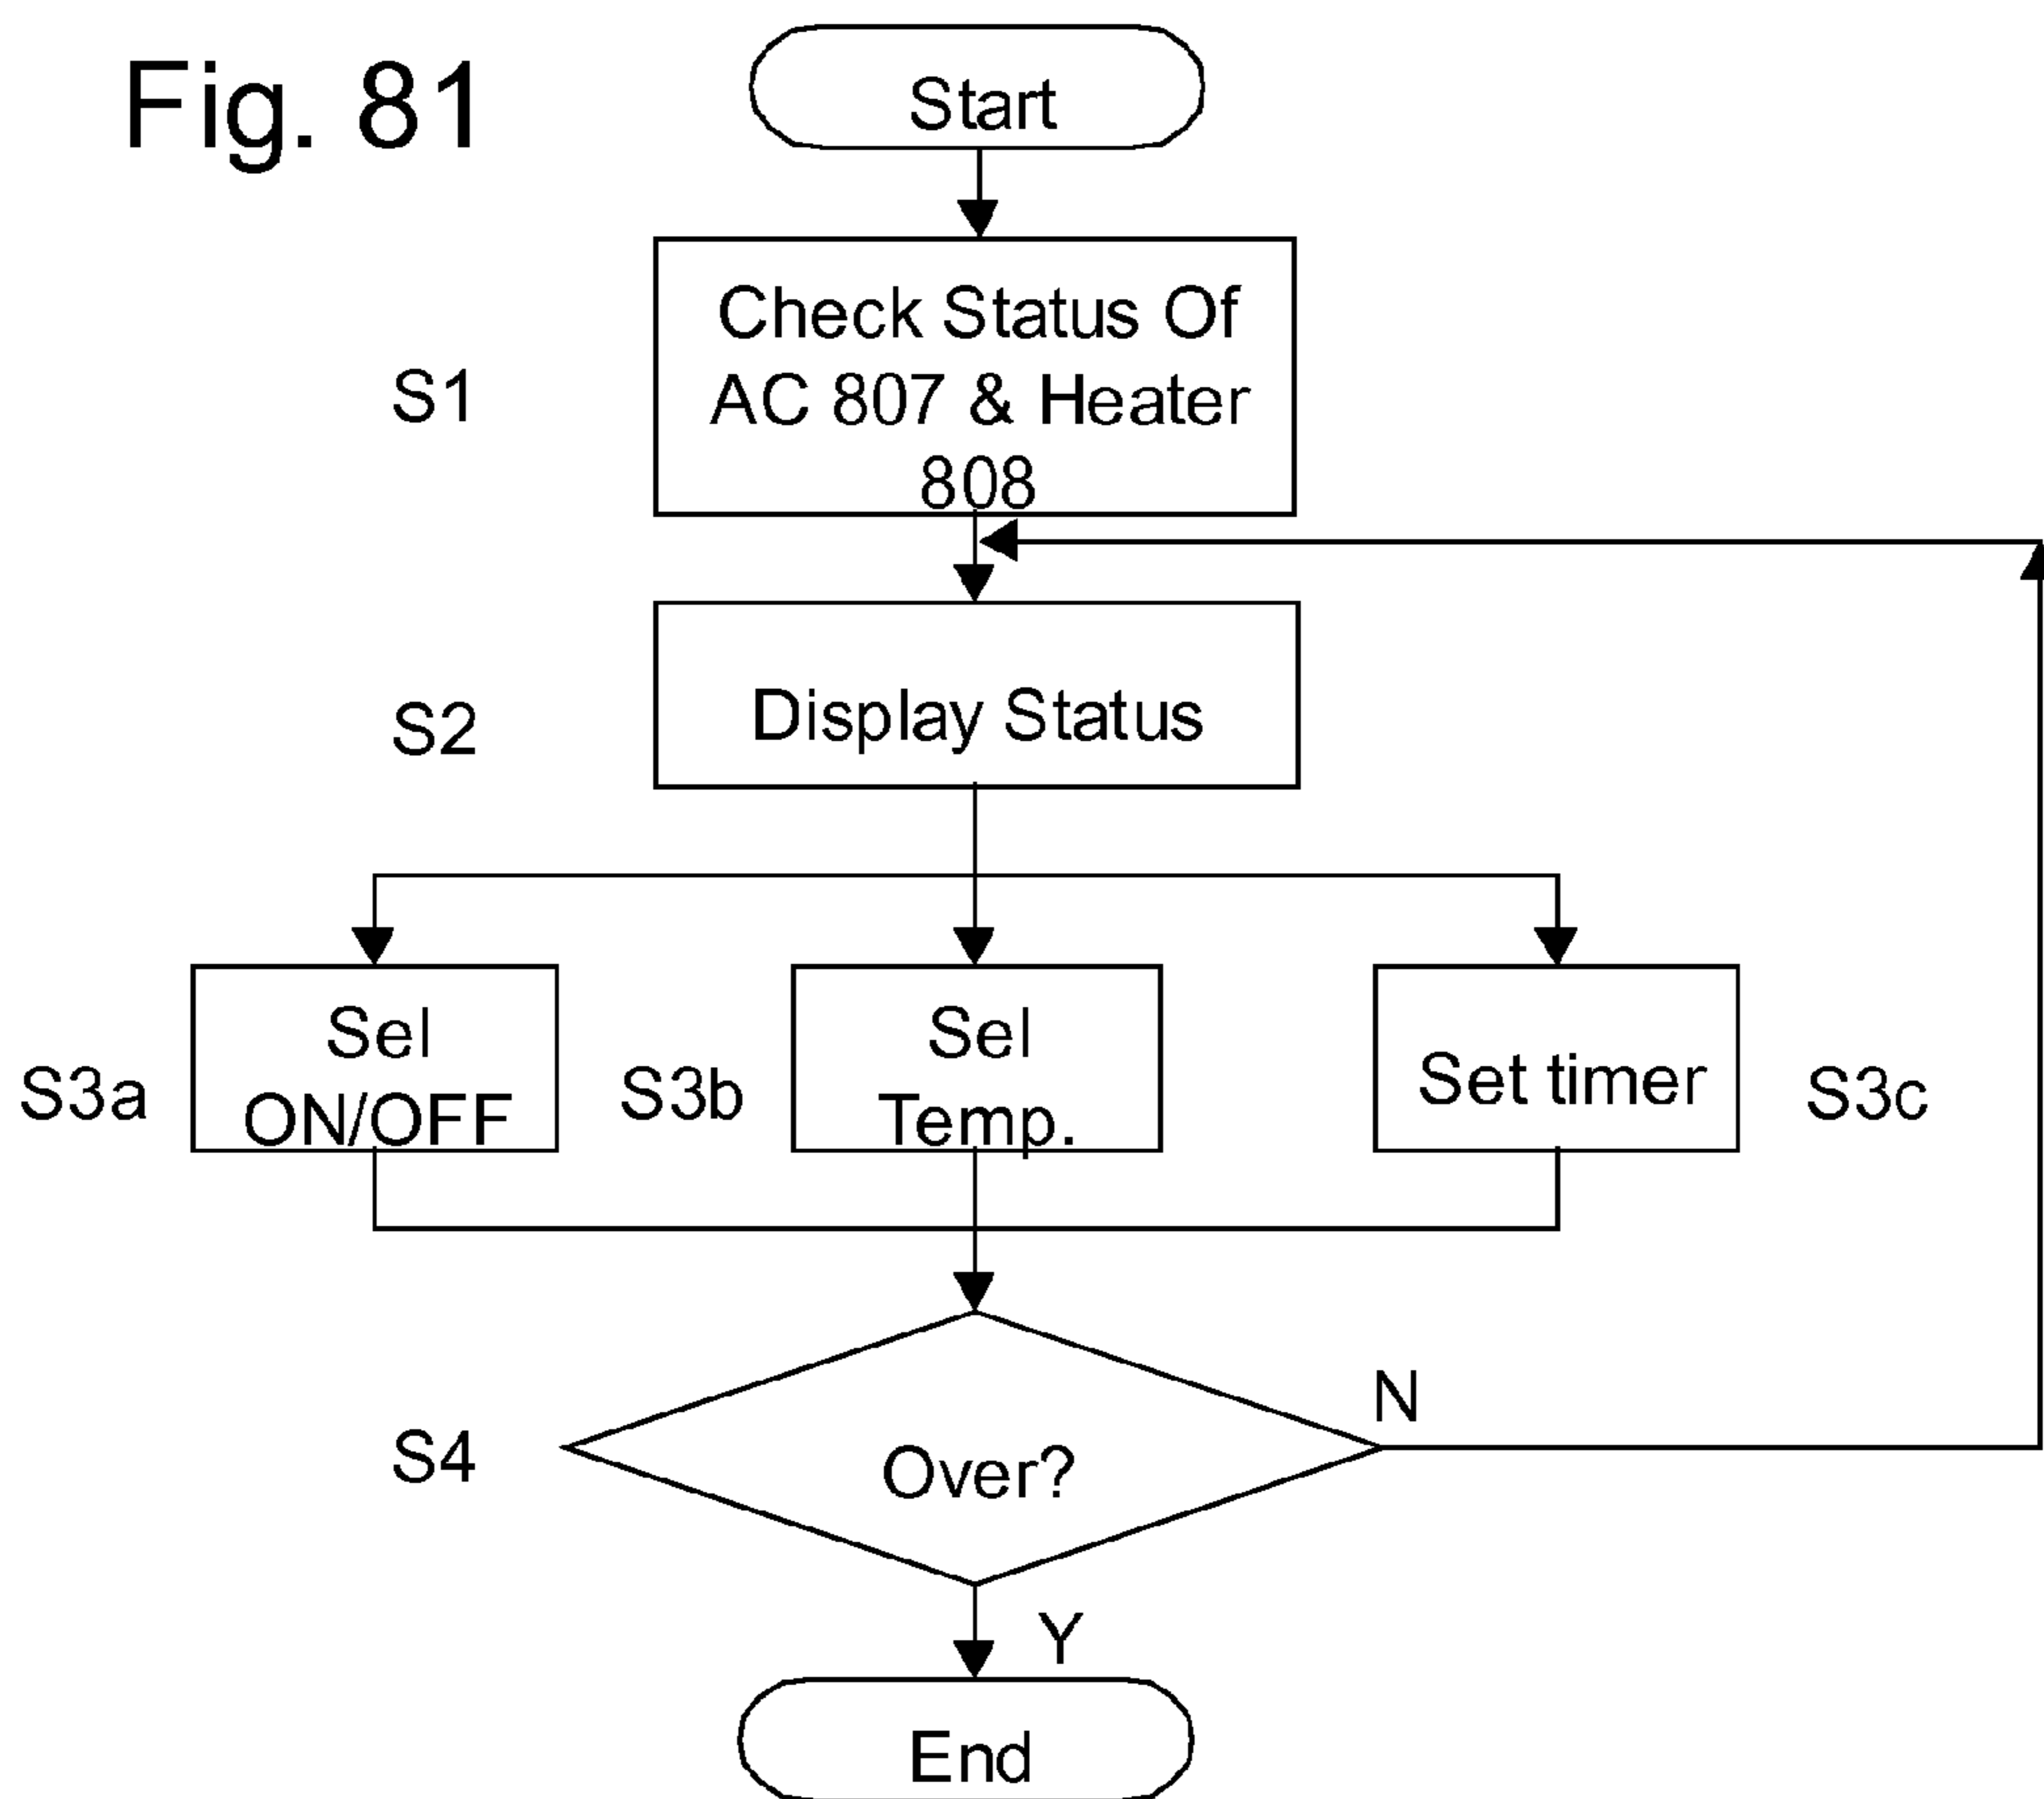 Fig. 81
Start
S1
Check Status Of
AC 807 & Heater
808
S2
Display Status
S3a
Sel
ON/OFF
S3b
Sel
Temp.
Set timer
S3c
S4
Over?
N
Y
End